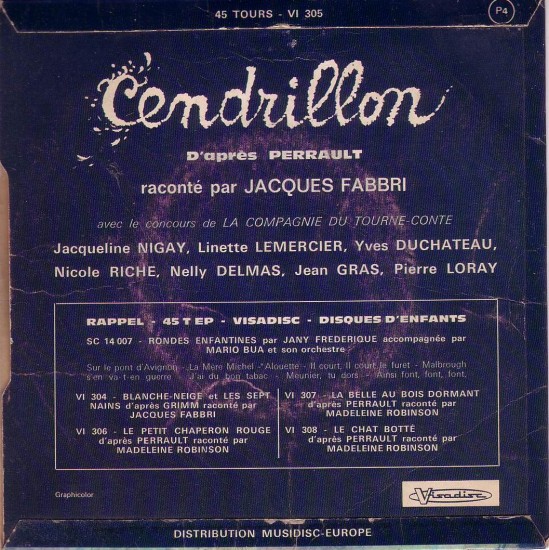 45 TOURS - VI 305
P4
Cendrillon
D'après PERRAULT
raconté par JACQUES FABBRI
avec le concours de LA COMPAGNIE DU TOURNE-CONTE
Jacqueline NIGAY, Linette LEMERCIER, Yves DUCHATEAU,
Nicole RICHE, Nelly DELMAS, Jean GRAS, Pierre LORAY
RAPPEL - 45 T EP - VISADISC - DISQUES D'ENFANTS
SC 14 007 - RONDES ENFANTINES par JANY FREDERIQUE accompagnée par
MARIO BUA et son orchestre
Sur le pont d'Avignon - La Mère Michel - Alouette - Il court, Il court le furet - Malbrough
s'en va-t-en guerre - J'ai du bon tabac - Meunier, tu dors - Ainsi font, font, font,
VI 304 - BLANCHE-NEIGE et LES SEPT
NAINS d'après GRIMM raconté par
JACQUES FABBRI
VI 306 - LE PETIT CHAPERON ROUGE
d'après PERRAULT raconté par
MADELEINE ROBINSON
VI 307 - LA BELLE AU BOIS DORMANT
d'après PERRAULT raconté par
MADELEINE ROBINSON
VI 308 - LE CHAT BOTTÉ
d'après PERRAULT raconté par
MADELEINE ROBINSON
Graphicolor
Visadisc
DISTRIBUTION MUSIDISC-EUROPE